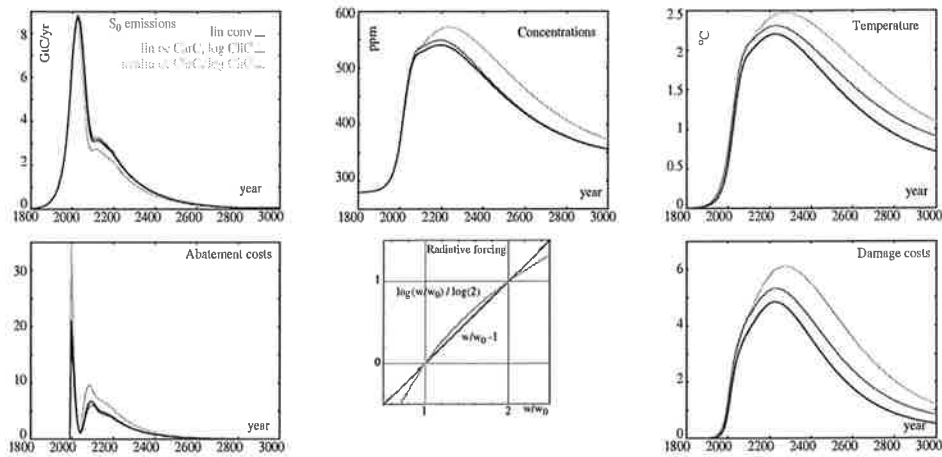 S0 emissions
GtC/yr
lin conv
8
6
4
2
0
year
1800 2000 2200 2400 2600 2800 3000
600
ppm
Concentrations
500
400
300
year
1800 2000 2200 2400 2600 2800 3000
2.5
°C
Temperature
2
1.5
1
0.5
0
year
1800 2000 2200 2400 2600 2800 3000
Abatement costs
30
20
10
0
year
1800 2000 2200 2400 2600 2800 3000
Radiative forcing
1
log(w/w0) / log(2)
w/w0 -1
0
1 2 w/w0
Damage costs
6
4
2
0
year
1800 2000 2200 2400 2600 2800 3000